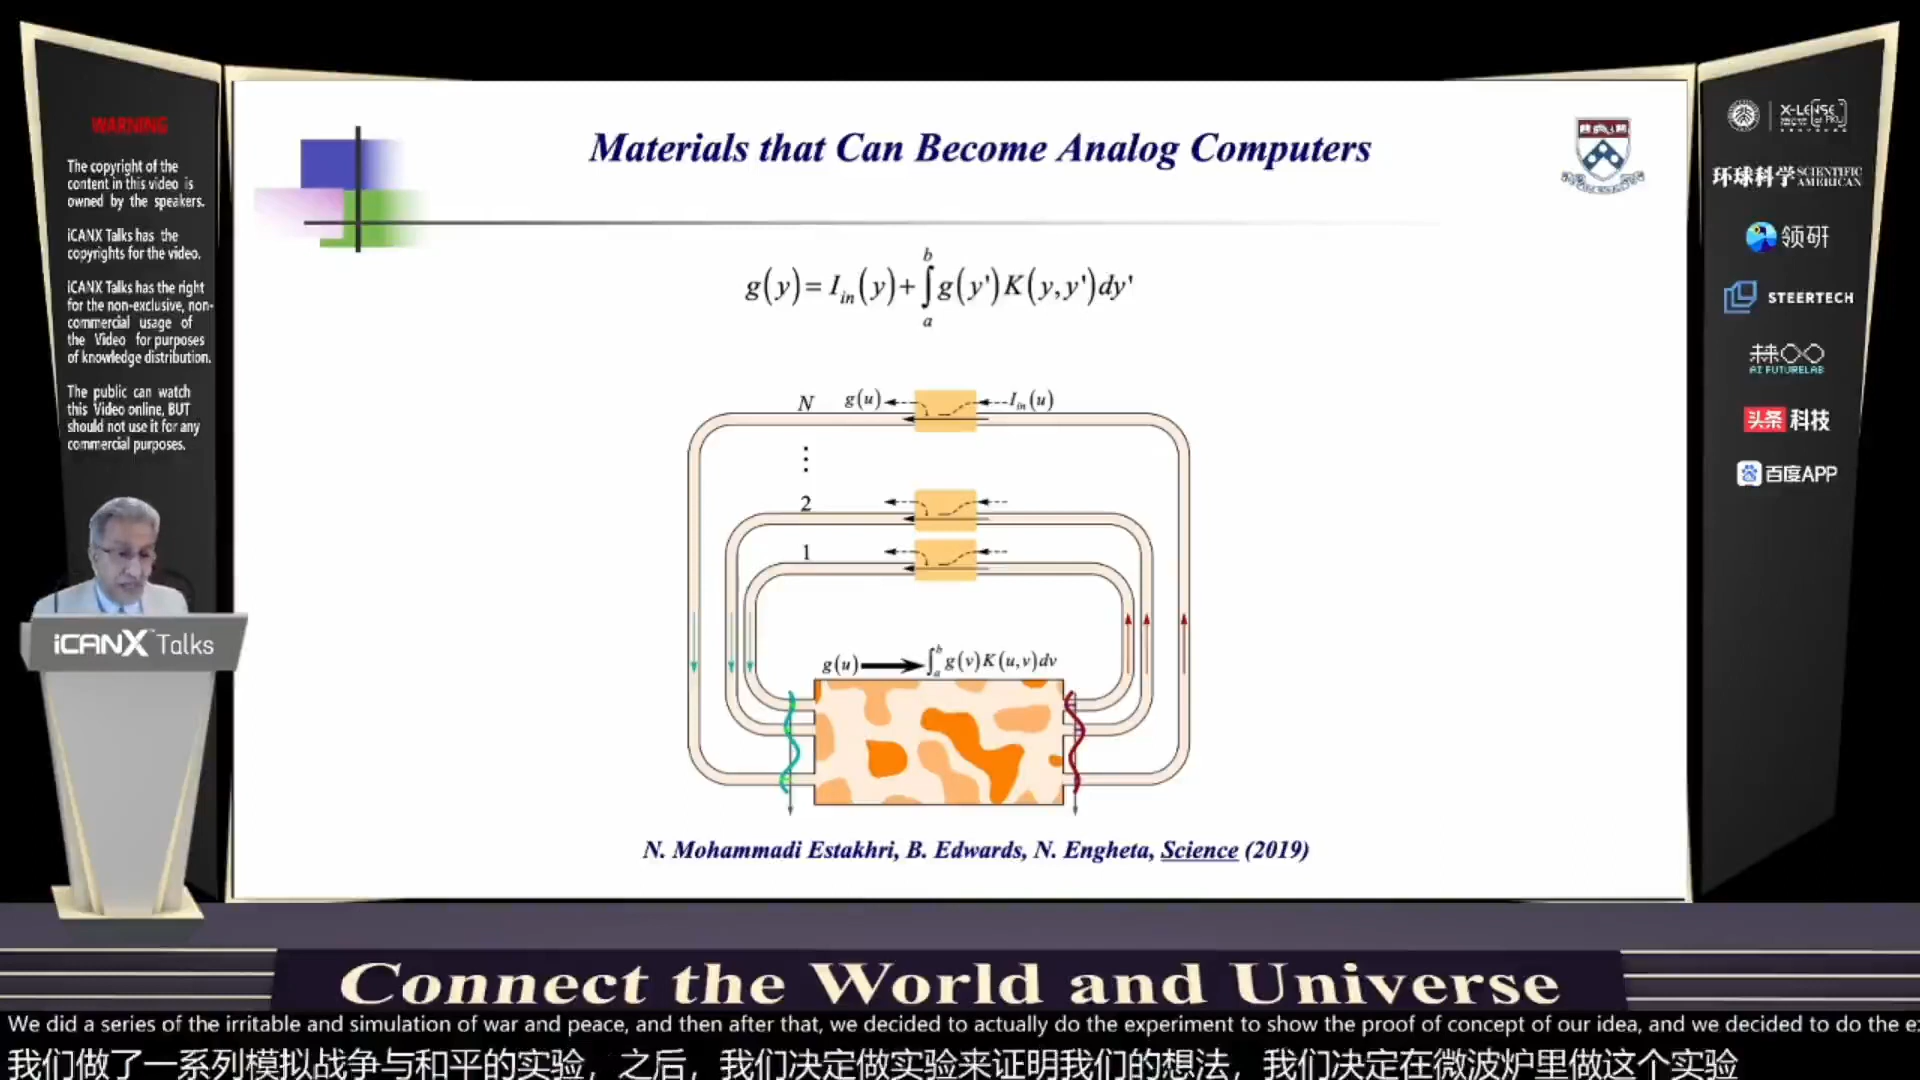 WARNING
The copyright of the
content in this video is
owned by the speakers.
iCANX Talks has the
copyrights for the video.
iCANX Talks has the right
for the non-exclusive, non-
commercial usage of
the Video for purposes
of knowledge distribution.
The public can watch
this Video online, BUT
should not use it for any
commercial purposes.
iCANX Talks
Materials that Can Become Analog Computers
g(y) = I_in(y) + ∫_a^b g(y')K(y,y')dy'
N g(u) I_in(u)
⋮
2
1
g(u) → ∫_a^b g(v)K(u,v)dv
N. Mohammadi Estakhri, B. Edwards, N. Engheta, Science (2019)
X-LENSE
环球科学 SCIENTIFIC AMERICAN
领研
STEERTECH
AI FUTURELAB
头条 科技
百度APP
Connect the World and Universe
We did a series of the irritable and simulation of war and peace, and then after that, we decided to actually do the experiment to show the proof of concept of our idea, and we decided to do the e
我们做了一系列模拟战争与和平的实验，之后，我们决定做实验来证明我们的想法，我们决定在微波炉里做这个实验